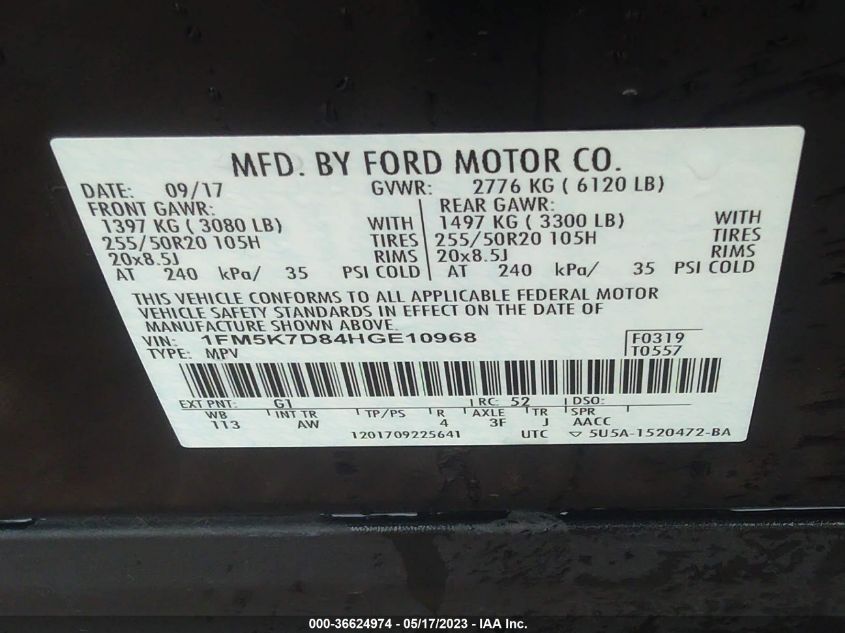 MFD. BY FORD MOTOR CO.
DATE: 09/17 GVWR: 2776 KG ( 6120 LB)
FRONT GAWR: REAR GAWR:
1397 KG ( 3080 LB) WITH 1497 KG ( 3300 LB) WITH
255/50R20 105H TIRES 255/50R20 105H TIRES
20x8.5J RIMS 20x8.5J RIMS
AT 240 kPa/ 35 PSI COLD AT 240 kPa/ 35 PSI COLD
THIS VEHICLE CONFORMS TO ALL APPLICABLE FEDERAL MOTOR
VEHICLE SAFETY STANDARDS IN EFFECT ON THE DATE OF
MANUFACTURE SHOWN ABOVE.
VIN: 1FM5K7D84HGE10968 F0319
TYPE: MPV T0557
EXT PNT: G1 RC: 52 DSO:
WB INT TR TP/PS R AXLE TR SPR
113 AW 4 3F J AACC
1201709225641 UTC ▽ 5U5A-1520472-BA
000-36624974 — 05/17/2023 — IAA Inc.